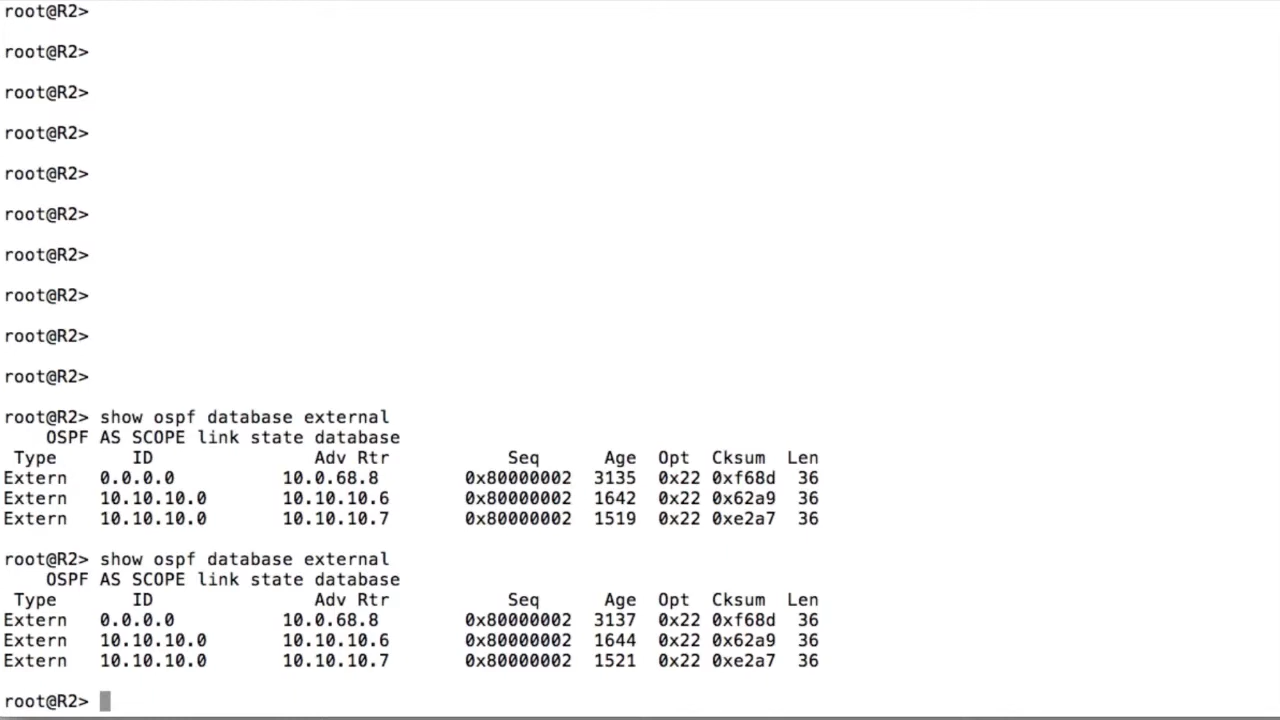 root@R2>
root@R2>
root@R2>
root@R2>
root@R2>
root@R2>
root@R2>
root@R2>
root@R2>
root@R2>
root@R2> show ospf database external
    OSPF AS SCOPE link state database
 Type       ID               Adv Rtr           Seq      Age  Opt  Cksum  Len
Extern   0.0.0.0          10.0.68.8        0x80000002  3135  0x22 0xf68d  36
Extern   10.10.10.0       10.10.10.6       0x80000002  1642  0x22 0x62a9  36
Extern   10.10.10.0       10.10.10.7       0x80000002  1519  0x22 0xe2a7  36
root@R2> show ospf database external
    OSPF AS SCOPE link state database
 Type       ID               Adv Rtr           Seq      Age  Opt  Cksum  Len
Extern   0.0.0.0          10.0.68.8        0x80000002  3137  0x22 0xf68d  36
Extern   10.10.10.0       10.10.10.6       0x80000002  1644  0x22 0x62a9  36
Extern   10.10.10.0       10.10.10.7       0x80000002  1521  0x22 0xe2a7  36
root@R2>